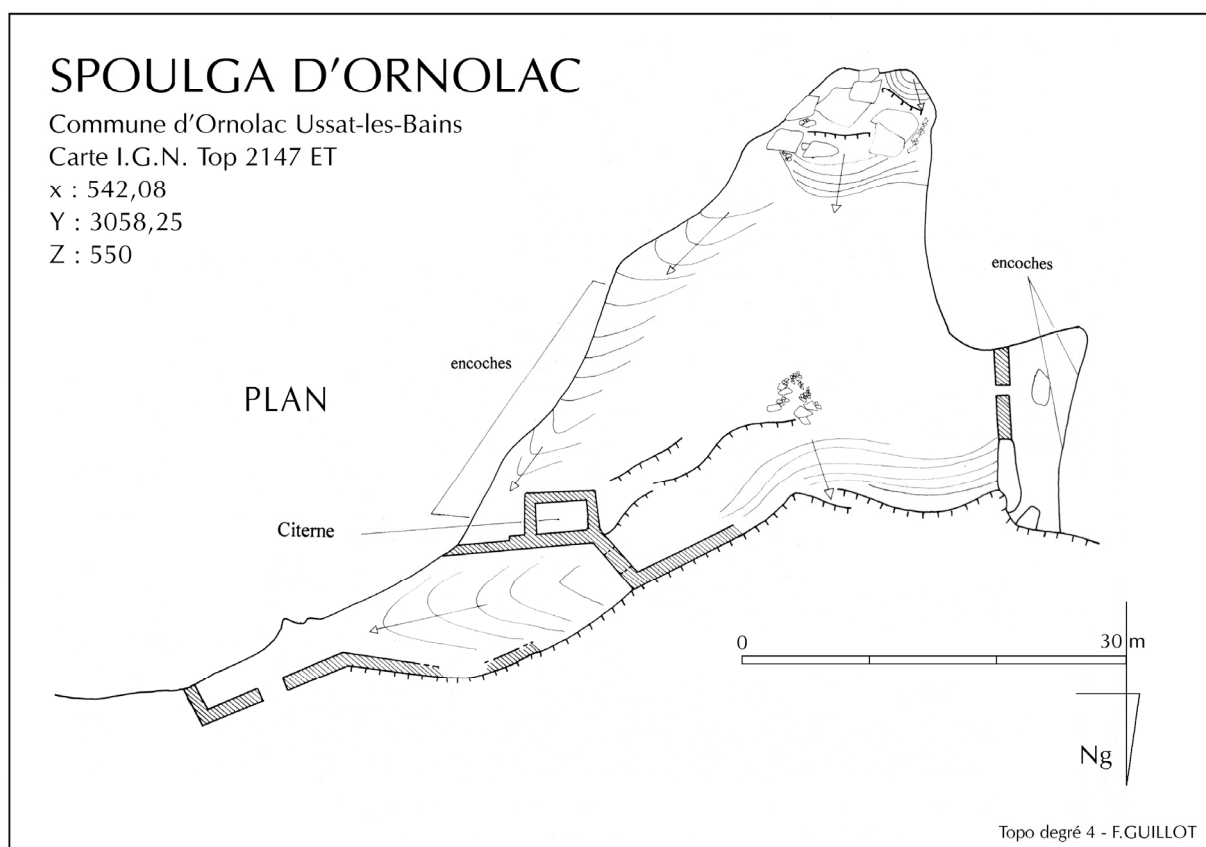 SPOULGA D'ORNOLAC
Commune d'Ornolac Ussat-les-Bains
Carte I.G.N. Top 2147 ET
x : 542,08
Y : 3058,25
Z : 550
encoches
encoches
PLAN
Citerne
0 30 m
Ng
Topo degré 4 - F.GUILLOT